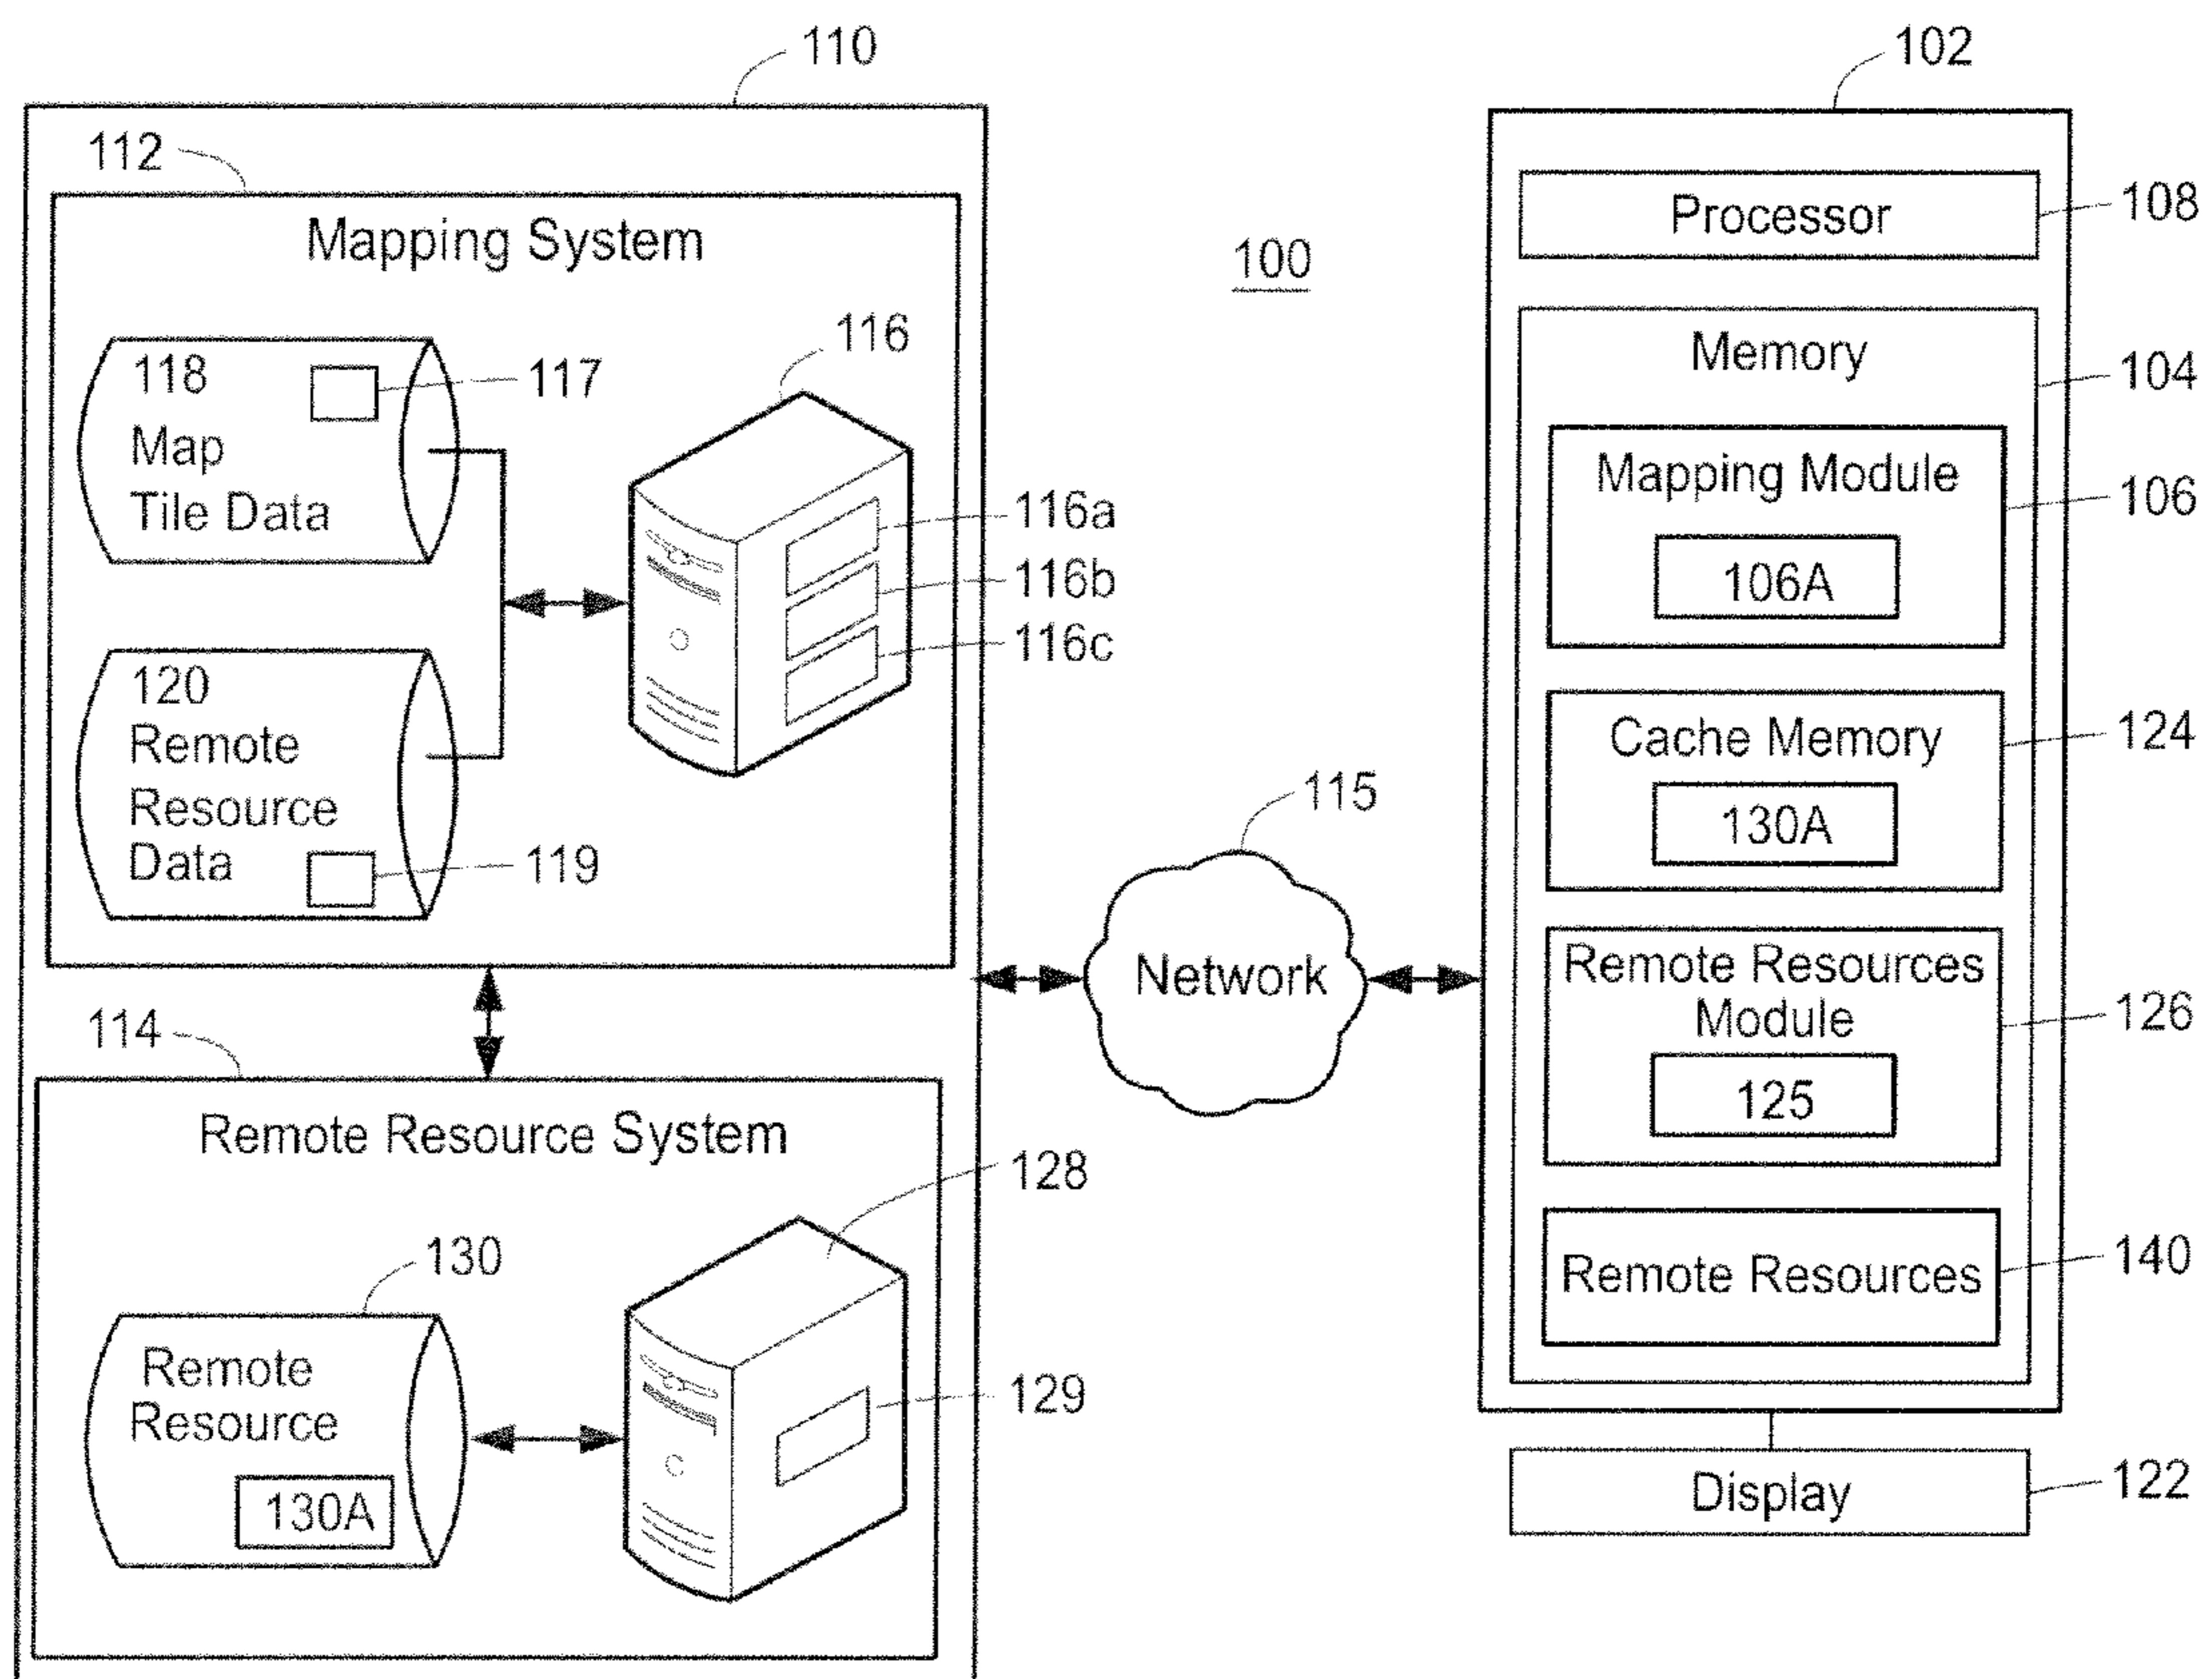 110
112
Mapping System
118
117
Map
Tile Data
116
116a
116b
116c
120
Remote
Resource
Data
119
114
Remote Resource System
128
130
Remote
Resource
130A
129
100
115
Network
102
Processor
108
Memory
104
Mapping Module
106
106A
Cache Memory
124
130A
Remote Resources
Module
126
125
Remote Resources
140
Display
122